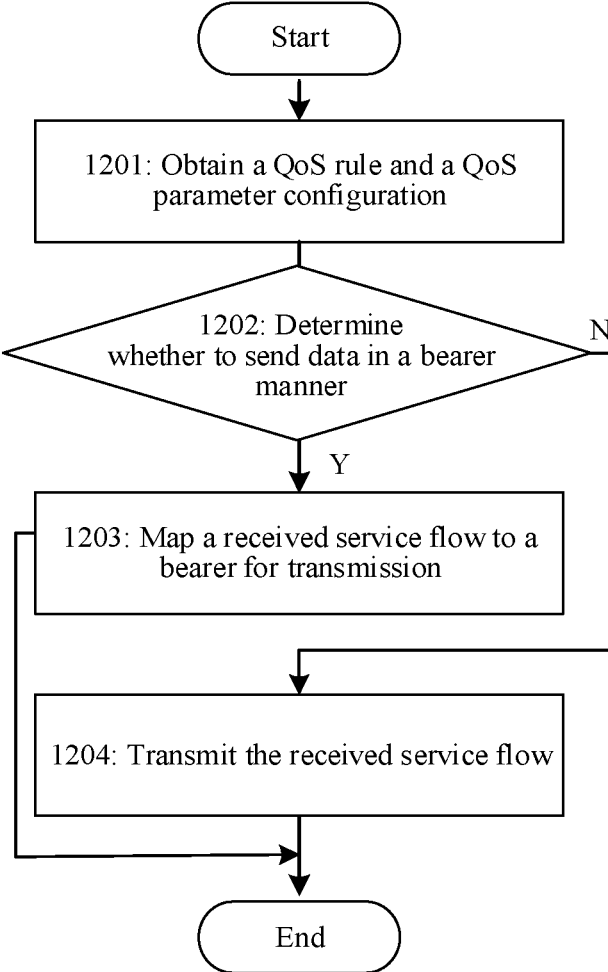 Start
1201: Obtain a QoS rule and a QoS
parameter configuration
1202: Determine
whether to send data in a bearer
manner
N
Y
1203: Map a received service flow to a
bearer for transmission
1204: Transmit the received service flow
End